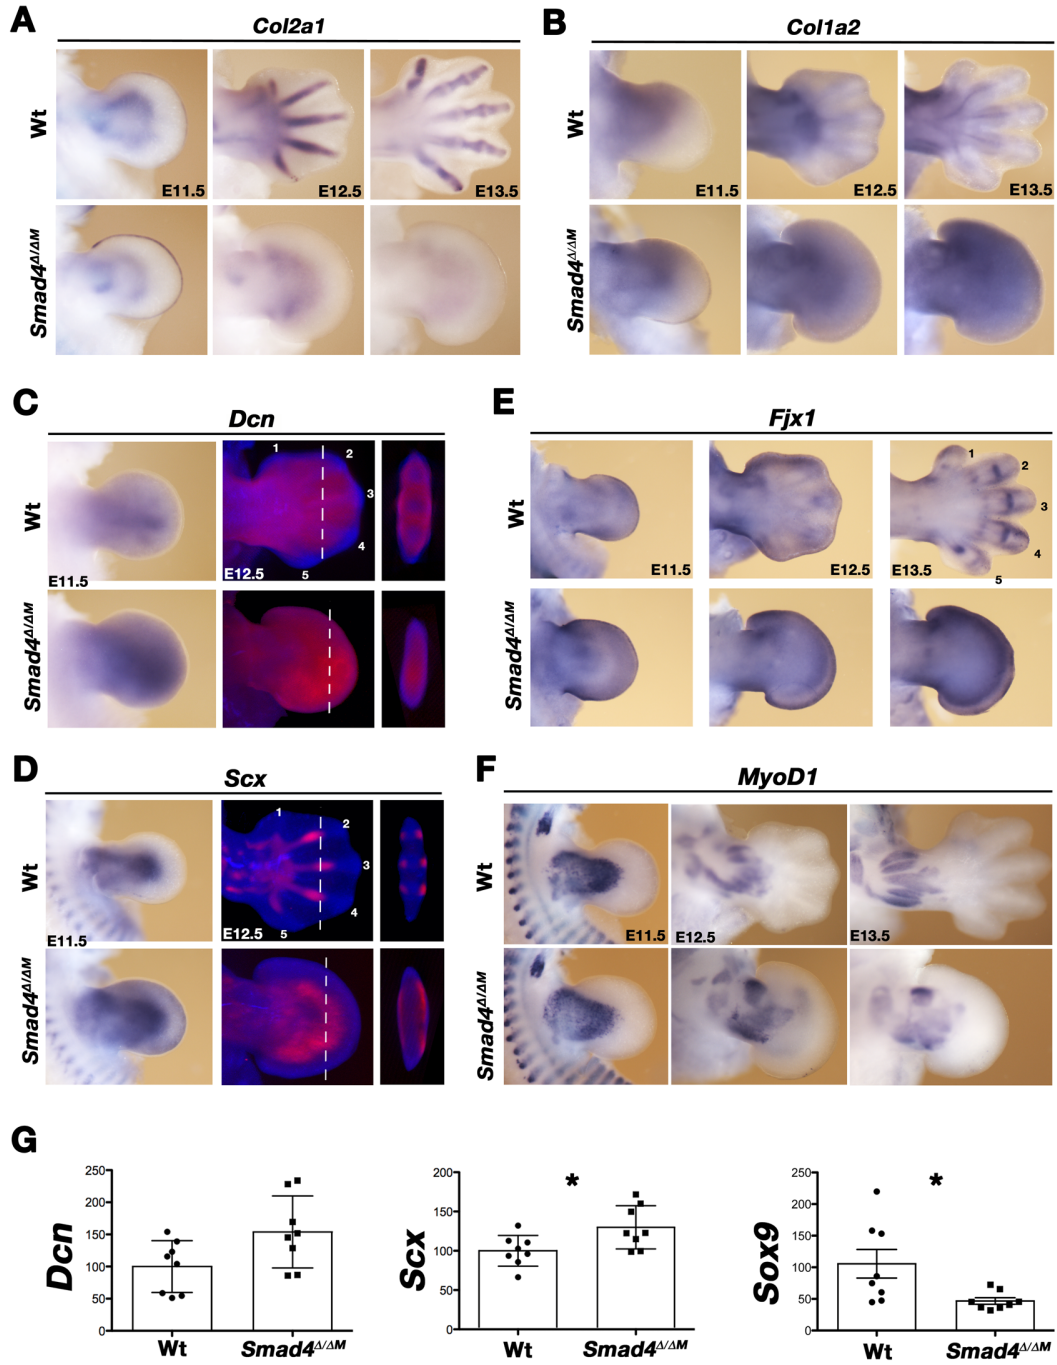 A
Col2a1
Wt
E11.5
E12.5
E13.5
Smad4Δ/ΔM
B
Col1a2
Wt
E11.5
E12.5
E13.5
Smad4Δ/ΔM
C
Dcn
Wt
E11.5
1
2
3
4
5
E12.5
Smad4Δ/ΔM
E
Fjx1
Wt
E11.5
E12.5
1
2
3
4
5
E13.5
Smad4Δ/ΔM
D
Scx
Wt
E11.5
1
2
3
4
5
E12.5
Smad4Δ/ΔM
F
MyoD1
Wt
E11.5
E12.5
E13.5
Smad4Δ/ΔM
G
Dcn
250
200
150
100
50
0
Wt
Smad4Δ/ΔM
Scx
200
150
100
50
0
*
Wt
Smad4Δ/ΔM
Sox9
250
200
150
100
50
0
*
Wt
Smad4Δ/ΔM